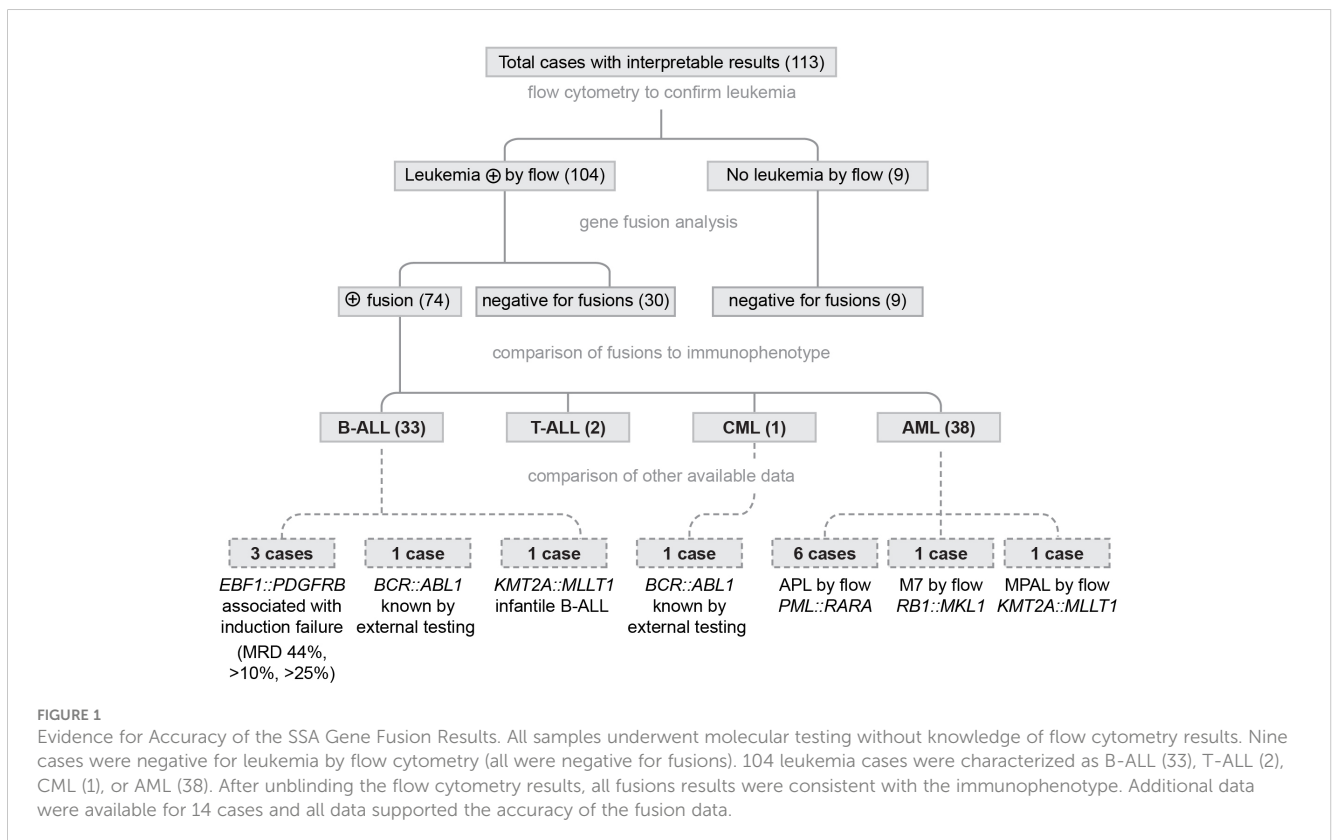 Total cases with interpretable results (113)
flow cytometry to confirm leukemia
Leukemia ⊕ by flow (104)
No leukemia by flow (9)
gene fusion analysis
⊕ fusion (74)
negative for fusions (30)
negative for fusions (9)
comparison of fusions to immunophenotype
B-ALL (33)
T-ALL (2)
CML (1)
AML (38)
comparison of other available data
3 cases
EBF1::PDGFRB
associated with
induction failure
(MRD 44%,
>10%, >25%)
1 case
BCR::ABL1
known by
external testing
1 case
KMT2A::MLLT1
infantile B-ALL
1 case
BCR::ABL1
known by
external testing
6 cases
APL by flow
PML::RARA
1 case
M7 by flow
RB1::MKL1
1 case
MPAL by flow
KMT2A::MLLT1
FIGURE 1
Evidence for Accuracy of the SSA Gene Fusion Results. All samples underwent molecular testing without knowledge of flow cytometry results. Nine
cases were negative for leukemia by flow cytometry (all were negative for fusions). 104 leukemia cases were characterized as B-ALL (33), T-ALL (2),
CML (1), or AML (38). After unblinding the flow cytometry results, all fusions results were consistent with the immunophenotype. Additional data
were available for 14 cases and all data supported the accuracy of the fusion data.